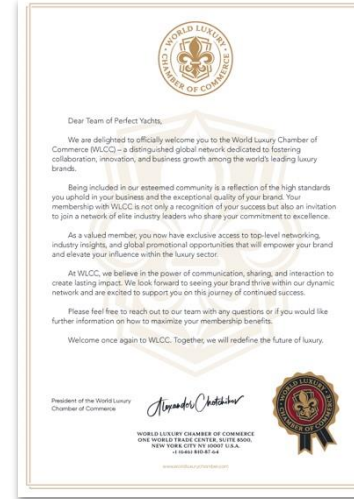 WORLD LUXURY
CHAMBER OF COMMERCE
Dear Team of Perfect Yachts,
We are delighted to officially welcome you to the World Luxury Chamber of
Commerce (WLCC) – a distinguished global network dedicated to fostering
collaboration, innovation, and business growth among the world's leading luxury
brands.
Being included in our esteemed community is a reflection of the high standards
you uphold in your business and the exceptional quality of your brand. Your
membership with WLCC is not only a recognition of your success but also an invitation
to join a network of elite industry leaders who share your commitment to excellence.
As a valued member, you now have exclusive access to top-level networking,
industry insights, and global promotional opportunities that will empower your brand
and elevate your influence within the luxury sector.
At WLCC, we believe in the power of communication, sharing, and interaction to
create lasting impact. We look forward to seeing your brand thrive within our dynamic
network and are excited to support you on this journey of continued success.
Please feel free to reach out to our team with any questions or if you would like
further information on how to maximize your membership benefits.
Welcome once again to WLCC. Together, we will redefine the future of luxury.
President of the World Luxury
Chamber of Commerce
WORLD LUXURY CHAMBER OF COMMERCE
ONE WORLD TRADE CENTER, SUITE 8500,
NEW YORK CITY NY 10007 U.S.A.
WORLD LUXURY
CHAMBER OF COMMERCE